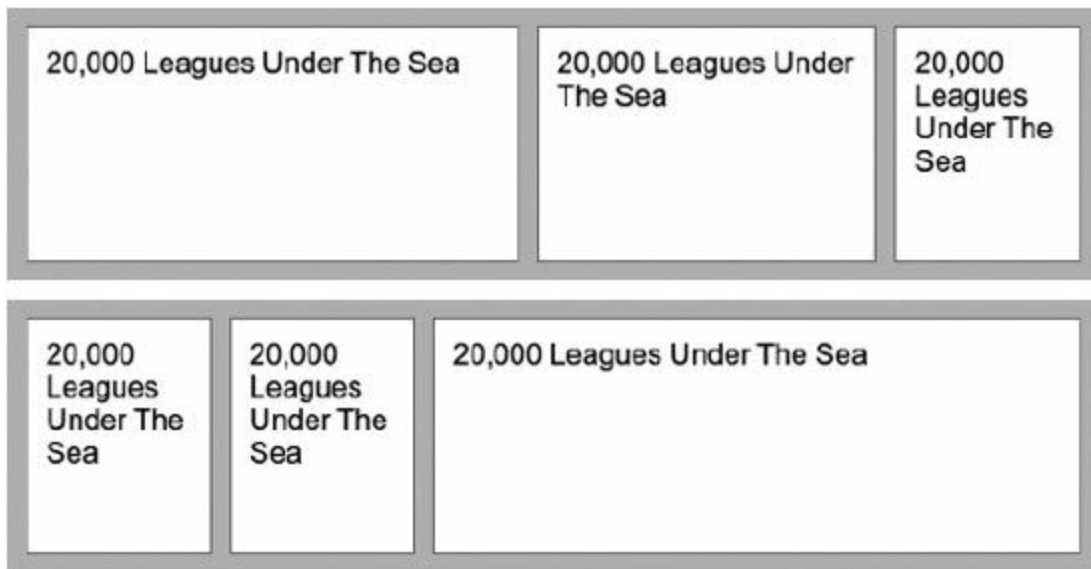 20,000 Leagues Under The Sea
20,000 Leagues Under
The Sea
20,000
Leagues
Under The
Sea
20,000
Leagues
Under The
Sea
20,000
Leagues
Under The
Sea
20,000 Leagues Under The Sea